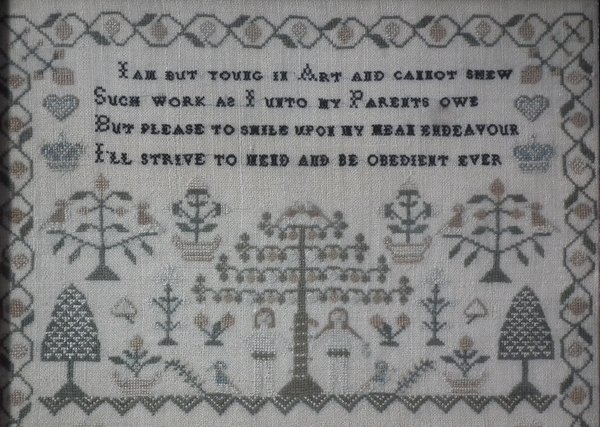 I am but young in Art and cannot shew
Such work as I unto my Parents owe
But please to smile upon my mean endeavour
I'll strive to mend and be obedient ever